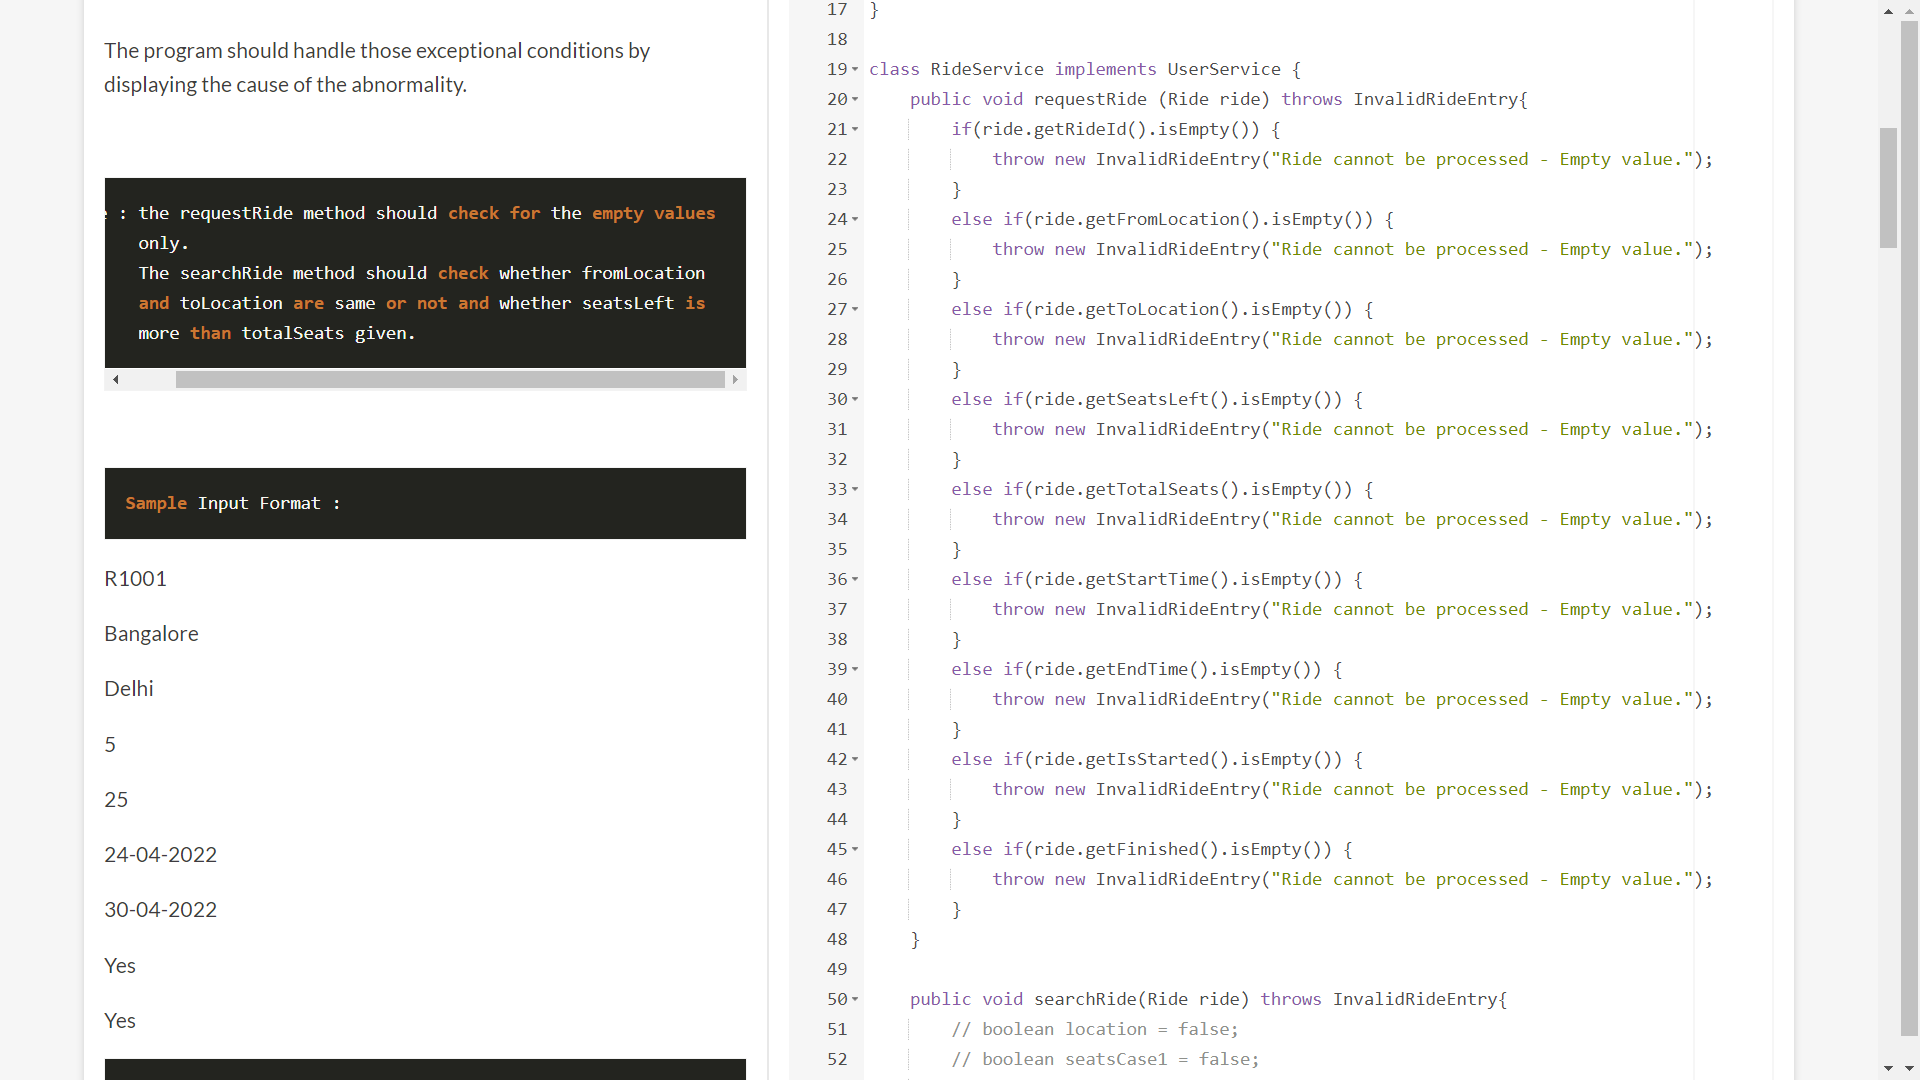 The program should handle those exceptional conditions by
displaying the cause of the abnormality.
: the requestRide method should check for the empty values
only.
The searchRide method should check whether fromLocation
and toLocation are same or not and whether seatsLeft is
more than totalSeats given.
Sample Input Format :
R1001
Bangalore
Delhi
5
25
24-04-2022
30-04-2022
Yes
Yes
17 }
18
19 class RideService implements UserService {
20 public void requestRide (Ride ride) throws InvalidRideEntry{
21 if(ride.getRideId().isEmpty()) {
22 throw new InvalidRideEntry("Ride cannot be processed - Empty value.");
23 }
24 else if(ride.getFromLocation().isEmpty()) {
25 throw new InvalidRideEntry("Ride cannot be processed - Empty value.");
26 }
27 else if(ride.getToLocation().isEmpty()) {
28 throw new InvalidRideEntry("Ride cannot be processed - Empty value.");
29 }
30 else if(ride.getSeatsLeft().isEmpty()) {
31 throw new InvalidRideEntry("Ride cannot be processed - Empty value.");
32 }
33 else if(ride.getTotalSeats().isEmpty()) {
34 throw new InvalidRideEntry("Ride cannot be processed - Empty value.");
35 }
36 else if(ride.getStartTime().isEmpty()) {
37 throw new InvalidRideEntry("Ride cannot be processed - Empty value.");
38 }
39 else if(ride.getEndTime().isEmpty()) {
40 throw new InvalidRideEntry("Ride cannot be processed - Empty value.");
41 }
42 else if(ride.getIsStarted().isEmpty()) {
43 throw new InvalidRideEntry("Ride cannot be processed - Empty value.");
44 }
45 else if(ride.getFinished().isEmpty()) {
46 throw new InvalidRideEntry("Ride cannot be processed - Empty value.");
47 }
48 }
49
50 public void searchRide(Ride ride) throws InvalidRideEntry{
51 // boolean location = false;
52 // boolean seatsCase1 = false;